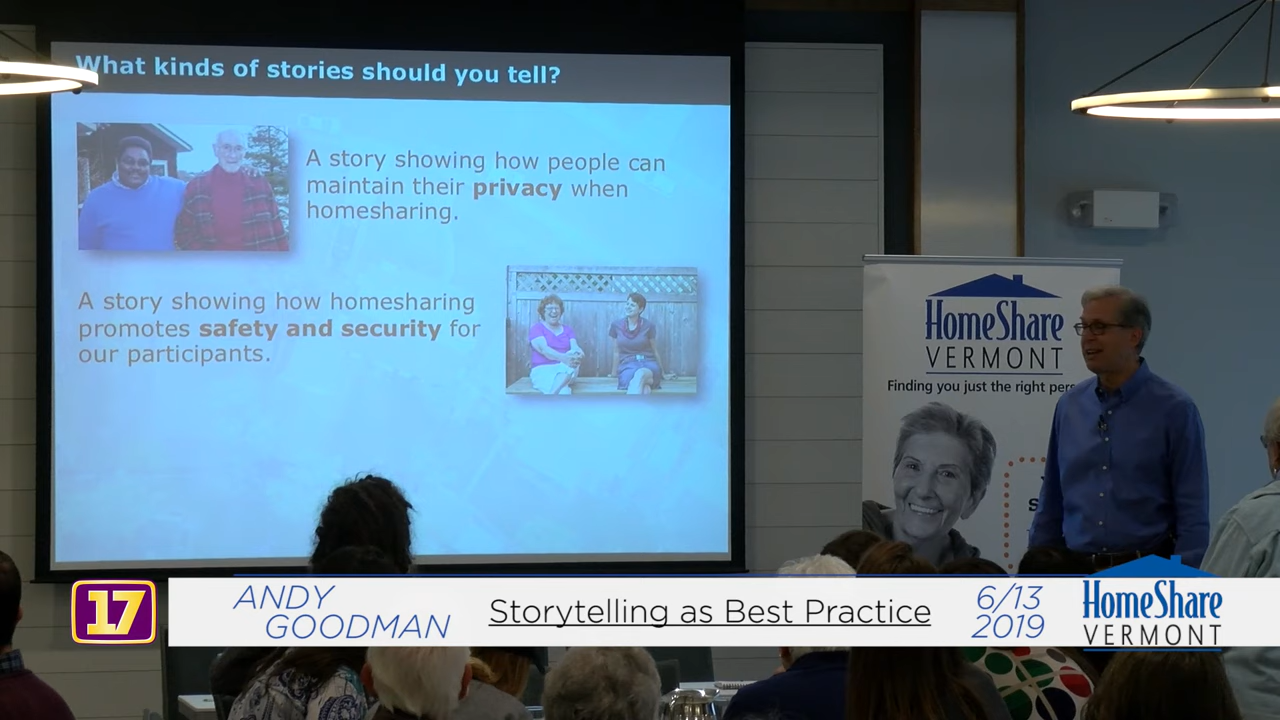 What kinds of stories should you tell?
A story showing how people can
maintain their privacy when
homesharing.
A story showing how homesharing
promotes safety and security for
our participants.
HomeShare
VERMONT
Finding you just the right
17
ANDY
GOODMAN
Storytelling as Best Practice
6/13
2019
HomeShare
VERMONT